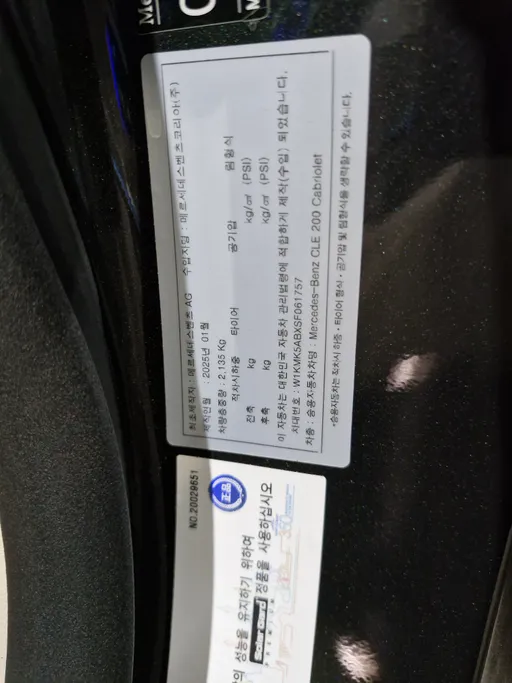 최초제작자 : 메르세데스벤츠 AG 수입자명 : 메르세데스벤츠코리아(주)
제작년월 : 2025년 01월
차량총중량 : 2,135 Kg
적차시하중 타이어 공기압 림형식
전축 kg kg/㎠ (PSI)
후축 kg kg/㎠ (PSI)
이 자동차는 대한민국 자동차 관리법령에 적합하게 제작(수입) 되었습니다.
차대번호 : W1KMK5ABXSF061757
차종 : 승용자동차 차명 : Mercedes-Benz CLE 200 Cabriolet
*승용자동차는 적차시 하중 · 타이어 형식 · 공기압 및 림형식을 생략할 수 있습니다.
NO.20029651
正品
의 성능을 유지하기 위하여
Solar Gard 정품을 사용하십시오
PREMIUM